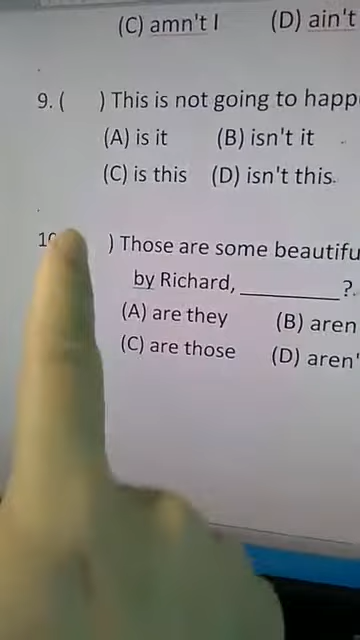 (C) amn't I (D) ain't
9. ( ) This is not going to happ
(A) is it (B) isn't it
(C) is this (D) isn't this.
) Those are some beautifu
by Richard, __________?.
(A) are they (B) aren
(C) are those (D) aren'